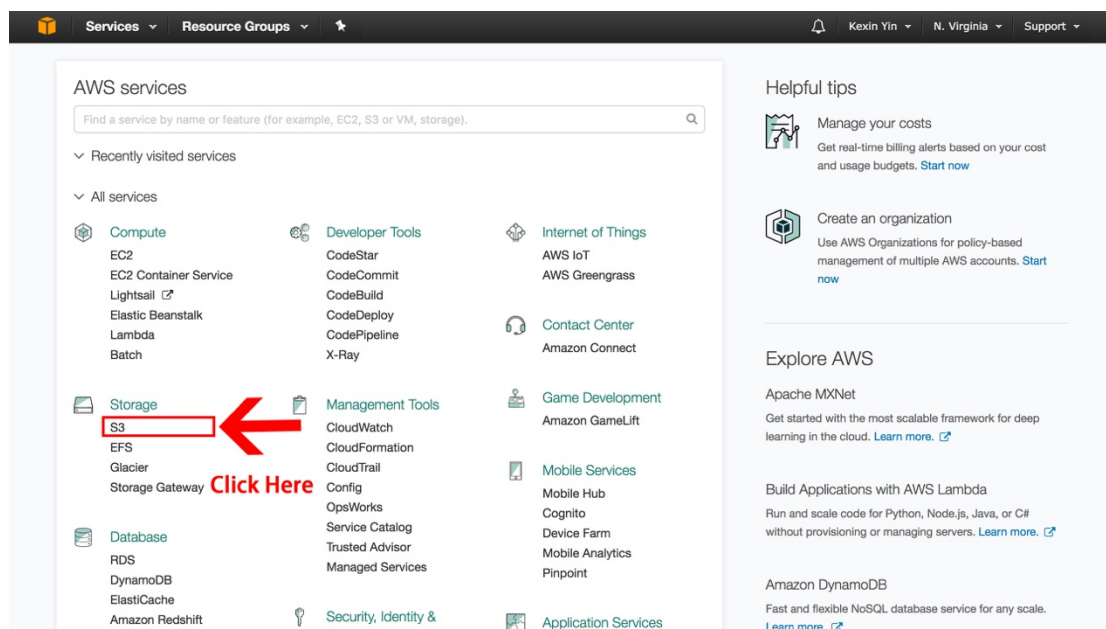 Services
Resource Groups
Kexin Yin
N. Virginia
Support
AWS services
Find a service by name or feature (for example, EC2, S3 or VM, storage).
Recently visited services
All services
Compute
EC2
EC2 Container Service
Lightsail
Elastic Beanstalk
Lambda
Batch
Storage
S3
EFS
Glacier
Storage Gateway
Click Here
Database
RDS
DynamoDB
ElastiCache
Amazon Redshift
Developer Tools
CodeStar
CodeCommit
CodeBuild
CodeDeploy
CodePipeline
X-Ray
Management Tools
CloudWatch
CloudFormation
CloudTrail
Config
OpsWorks
Service Catalog
Trusted Advisor
Managed Services
Security, Identity &
Internet of Things
AWS IoT
AWS Greengrass
Contact Center
Amazon Connect
Game Development
Amazon GameLift
Mobile Services
Mobile Hub
Cognito
Device Farm
Mobile Analytics
Pinpoint
Application Services
Helpful tips
Manage your costs
Get real-time billing alerts based on your cost
and usage budgets. Start now
Create an organization
Use AWS Organizations for policy-based
management of multiple AWS accounts. Start
now
Explore AWS
Apache MXNet
Get started with the most scalable framework for deep
learning in the cloud. Learn more.
Build Applications with AWS Lambda
Run and scale code for Python, Node.js, Java, or C#
without provisioning or managing servers. Learn more.
Amazon DynamoDB
Fast and flexible NoSQL database service for any scale.
Learn more.